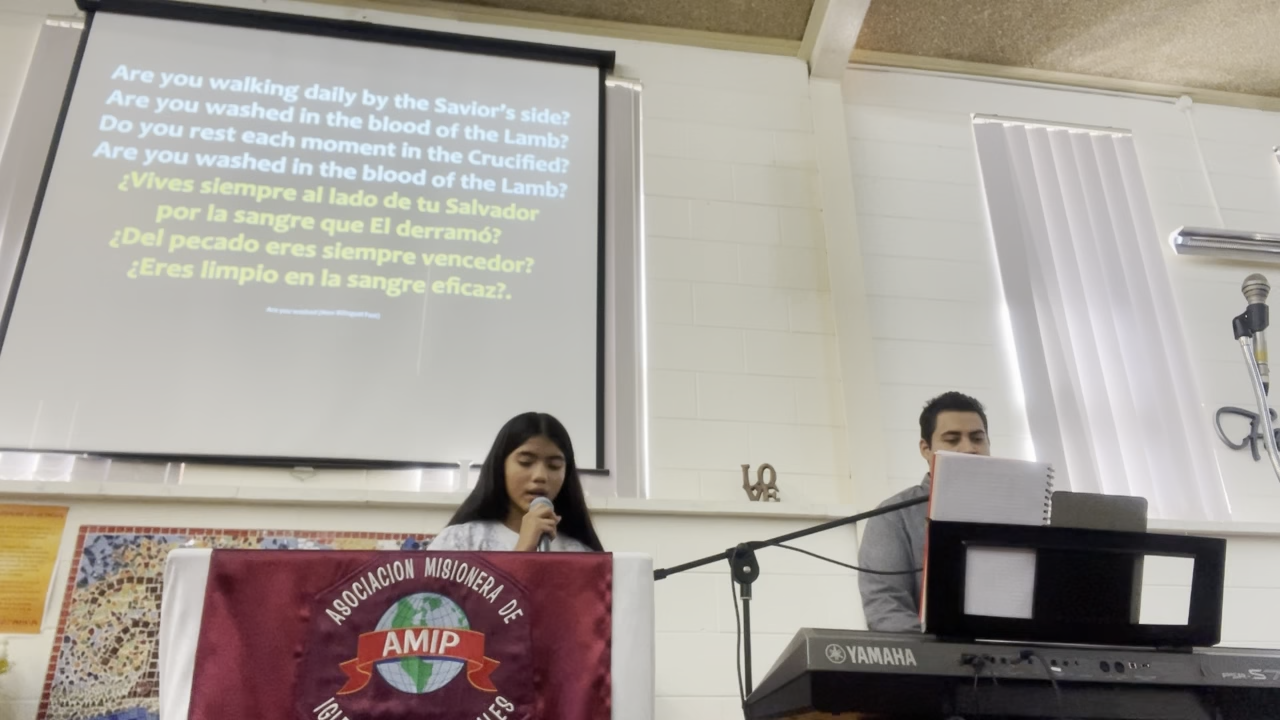 Are you walking daily by the Savior's side?
Are you washed in the blood of the Lamb?
Do you rest each moment in the Crucified?
Are you washed in the blood of the Lamb?
¿Vives siempre al lado de tu Salvador
por la sangre que El derramó?
¿Del pecado eres siempre vencedor?
¿Eres limpio en la sangre eficaz?.
LOVE
ASOCIACION MISIONERA DE
AMIP
YAMAHA